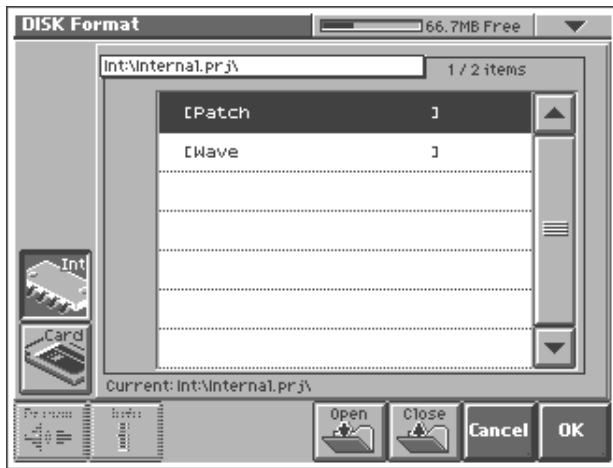 DISK Format
66.7MB Free
Int:\Internal.prj\
1 / 2 items
[Patch ]
[Wave ]
Int
Card
Current: Int:\Internal.prj\
Info
Open
Close
Cancel
OK